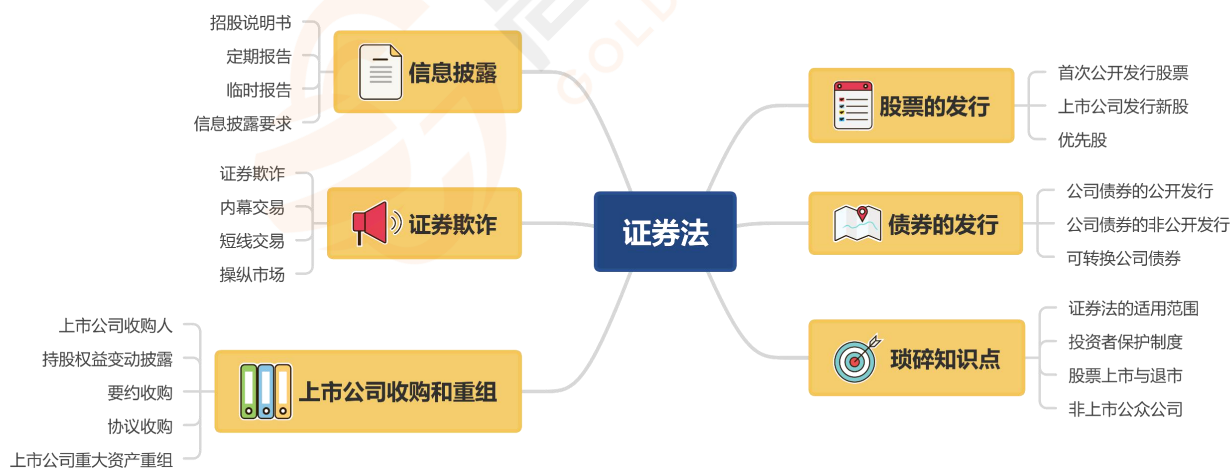 证券法
股票的发行
首次公开发行股票
上市公司发行新股
优先股
债券的发行
公司债券的公开发行
公司债券的非公开发行
可转换公司债券
琐碎知识点
证券法的适用范围
投资者保护制度
股票上市与退市
非上市公众公司
信息披露
招股说明书
定期报告
临时报告
信息披露要求
证券欺诈
证券欺诈
内幕交易
短线交易
操纵市场
上市公司收购和重组
上市公司收购人
持股权益变动披露
要约收购
协议收购
上市公司重大资产重组
GOLD